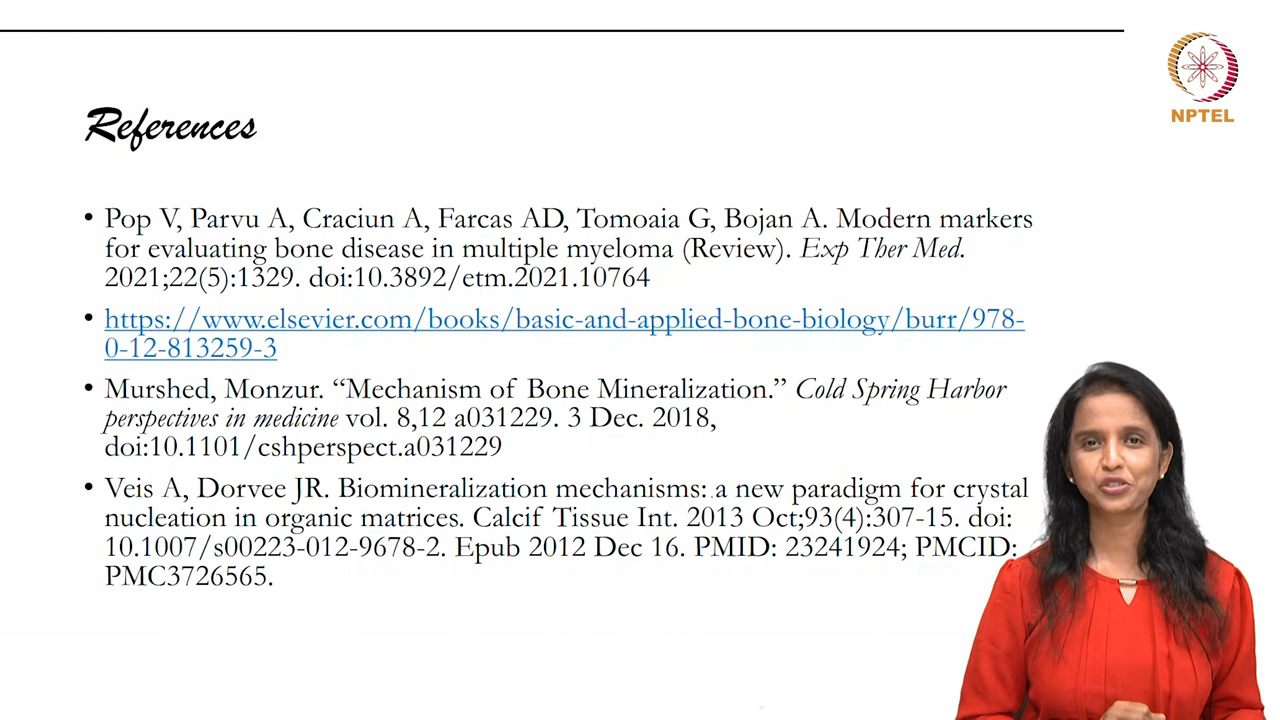 NPTEL
References
• Pop V, Parvu A, Craciun A, Farcas AD, Tomoaia G, Bojan A. Modern markers
for evaluating bone disease in multiple myeloma (Review). Exp Ther Med.
2021;22(5):1329. doi:10.3892/etm.2021.10764
• https://www.elsevier.com/books/basic-and-applied-bone-biology/burr/978-
0-12-813259-3
• Murshed, Monzur. “Mechanism of Bone Mineralization.” Cold Spring Harbor
perspectives in medicine vol. 8,12 a031229. 3 Dec. 2018,
doi:10.1101/cshperspect.a031229
• Veis A, Dorvee JR. Biomineralization mechanisms: a new paradigm for crystal
nucleation in organic matrices. Calcif Tissue Int. 2013 Oct;93(4):307-15. doi:
10.1007/s00223-012-9678-2. Epub 2012 Dec 16. PMID: 23241924; PMCID:
PMC3726565.